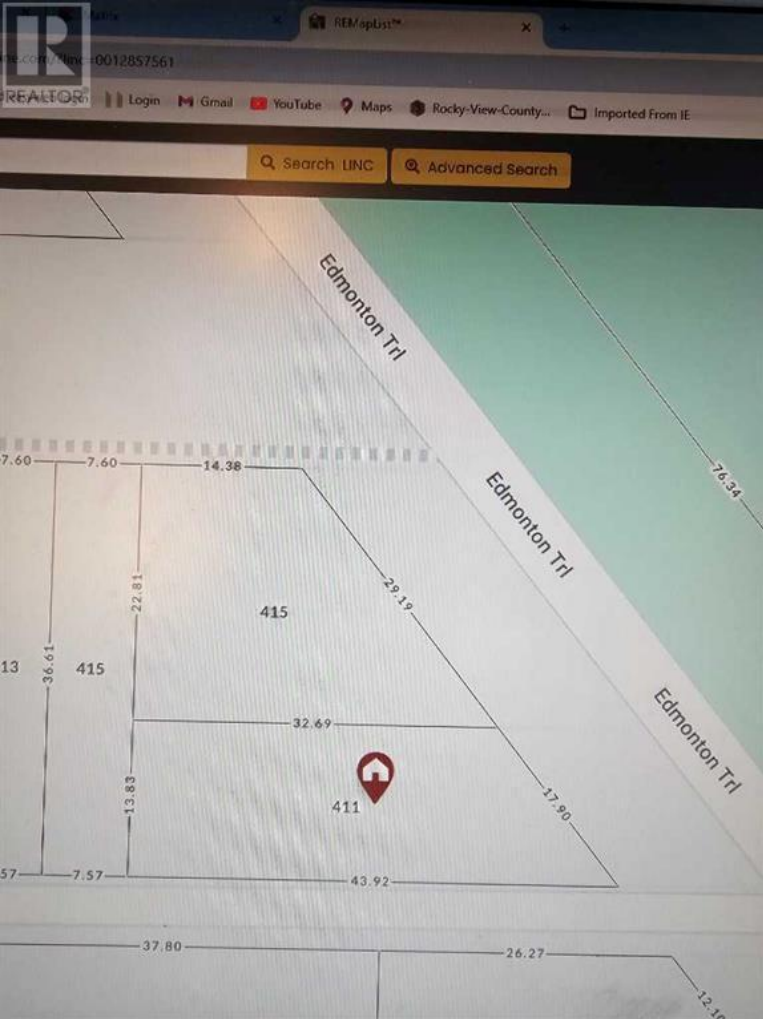 REMapList™
0012857561
REALTOR®
Login
Gmail
YouTube
Maps
Rocky-View-County...
Imported From IE
Search LINC
Advanced Search
Edmonton Trl
76.34
7.60
7.60
14.38
Edmonton Trl
22.81
29.19
415
36.61
13
415
32.69
Edmonton Trl
13.83
411
17.90
57
7.57
43.92
37.80
26.27